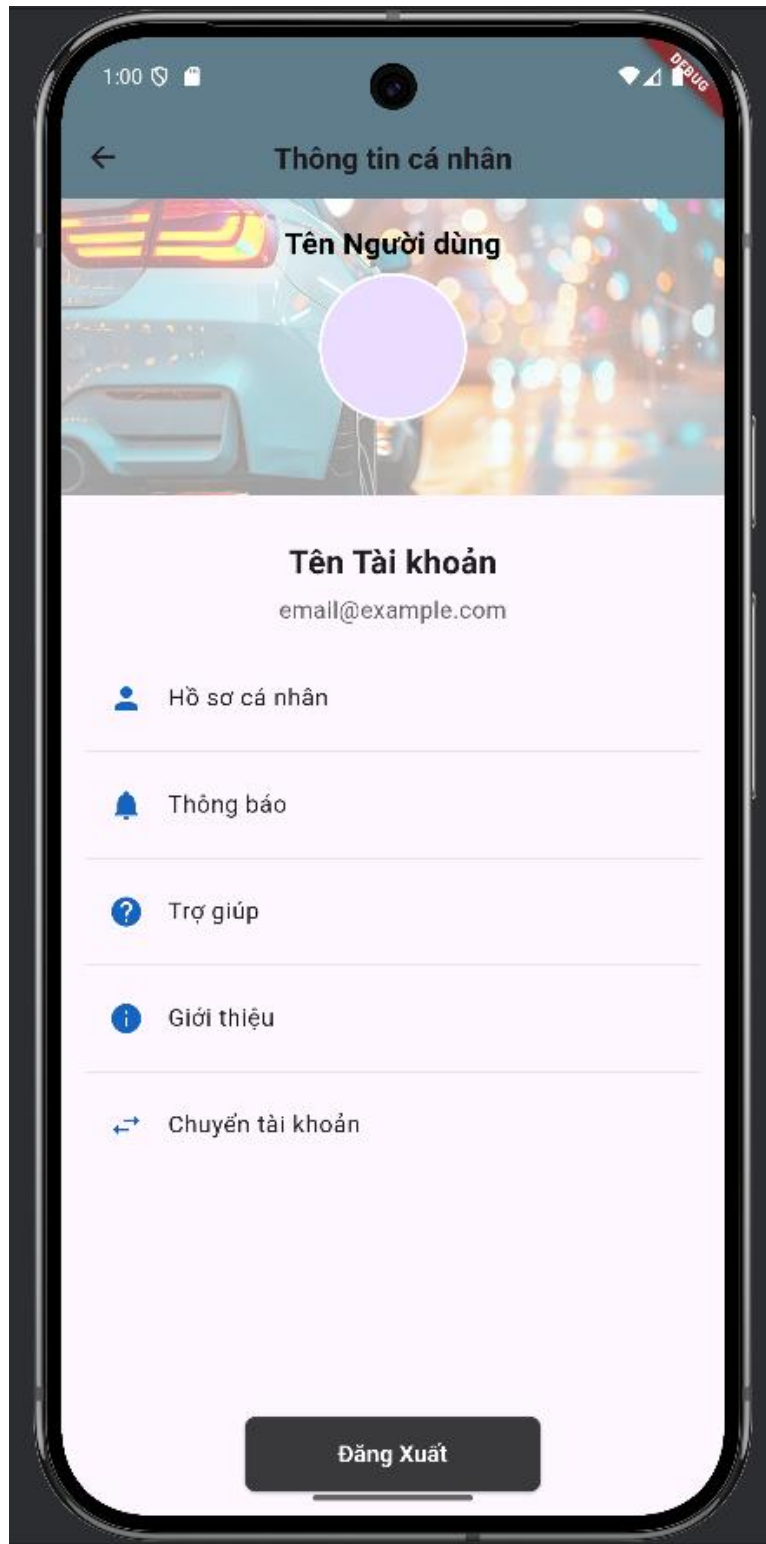 1:00
DEBUG
Thông tin cá nhân
Tên Người dùng
Tên Tài khoản
email@example.com
Hồ sơ cá nhân
Thông báo
Trợ giúp
Giới thiệu
Chuyển tài khoản
Đăng Xuất